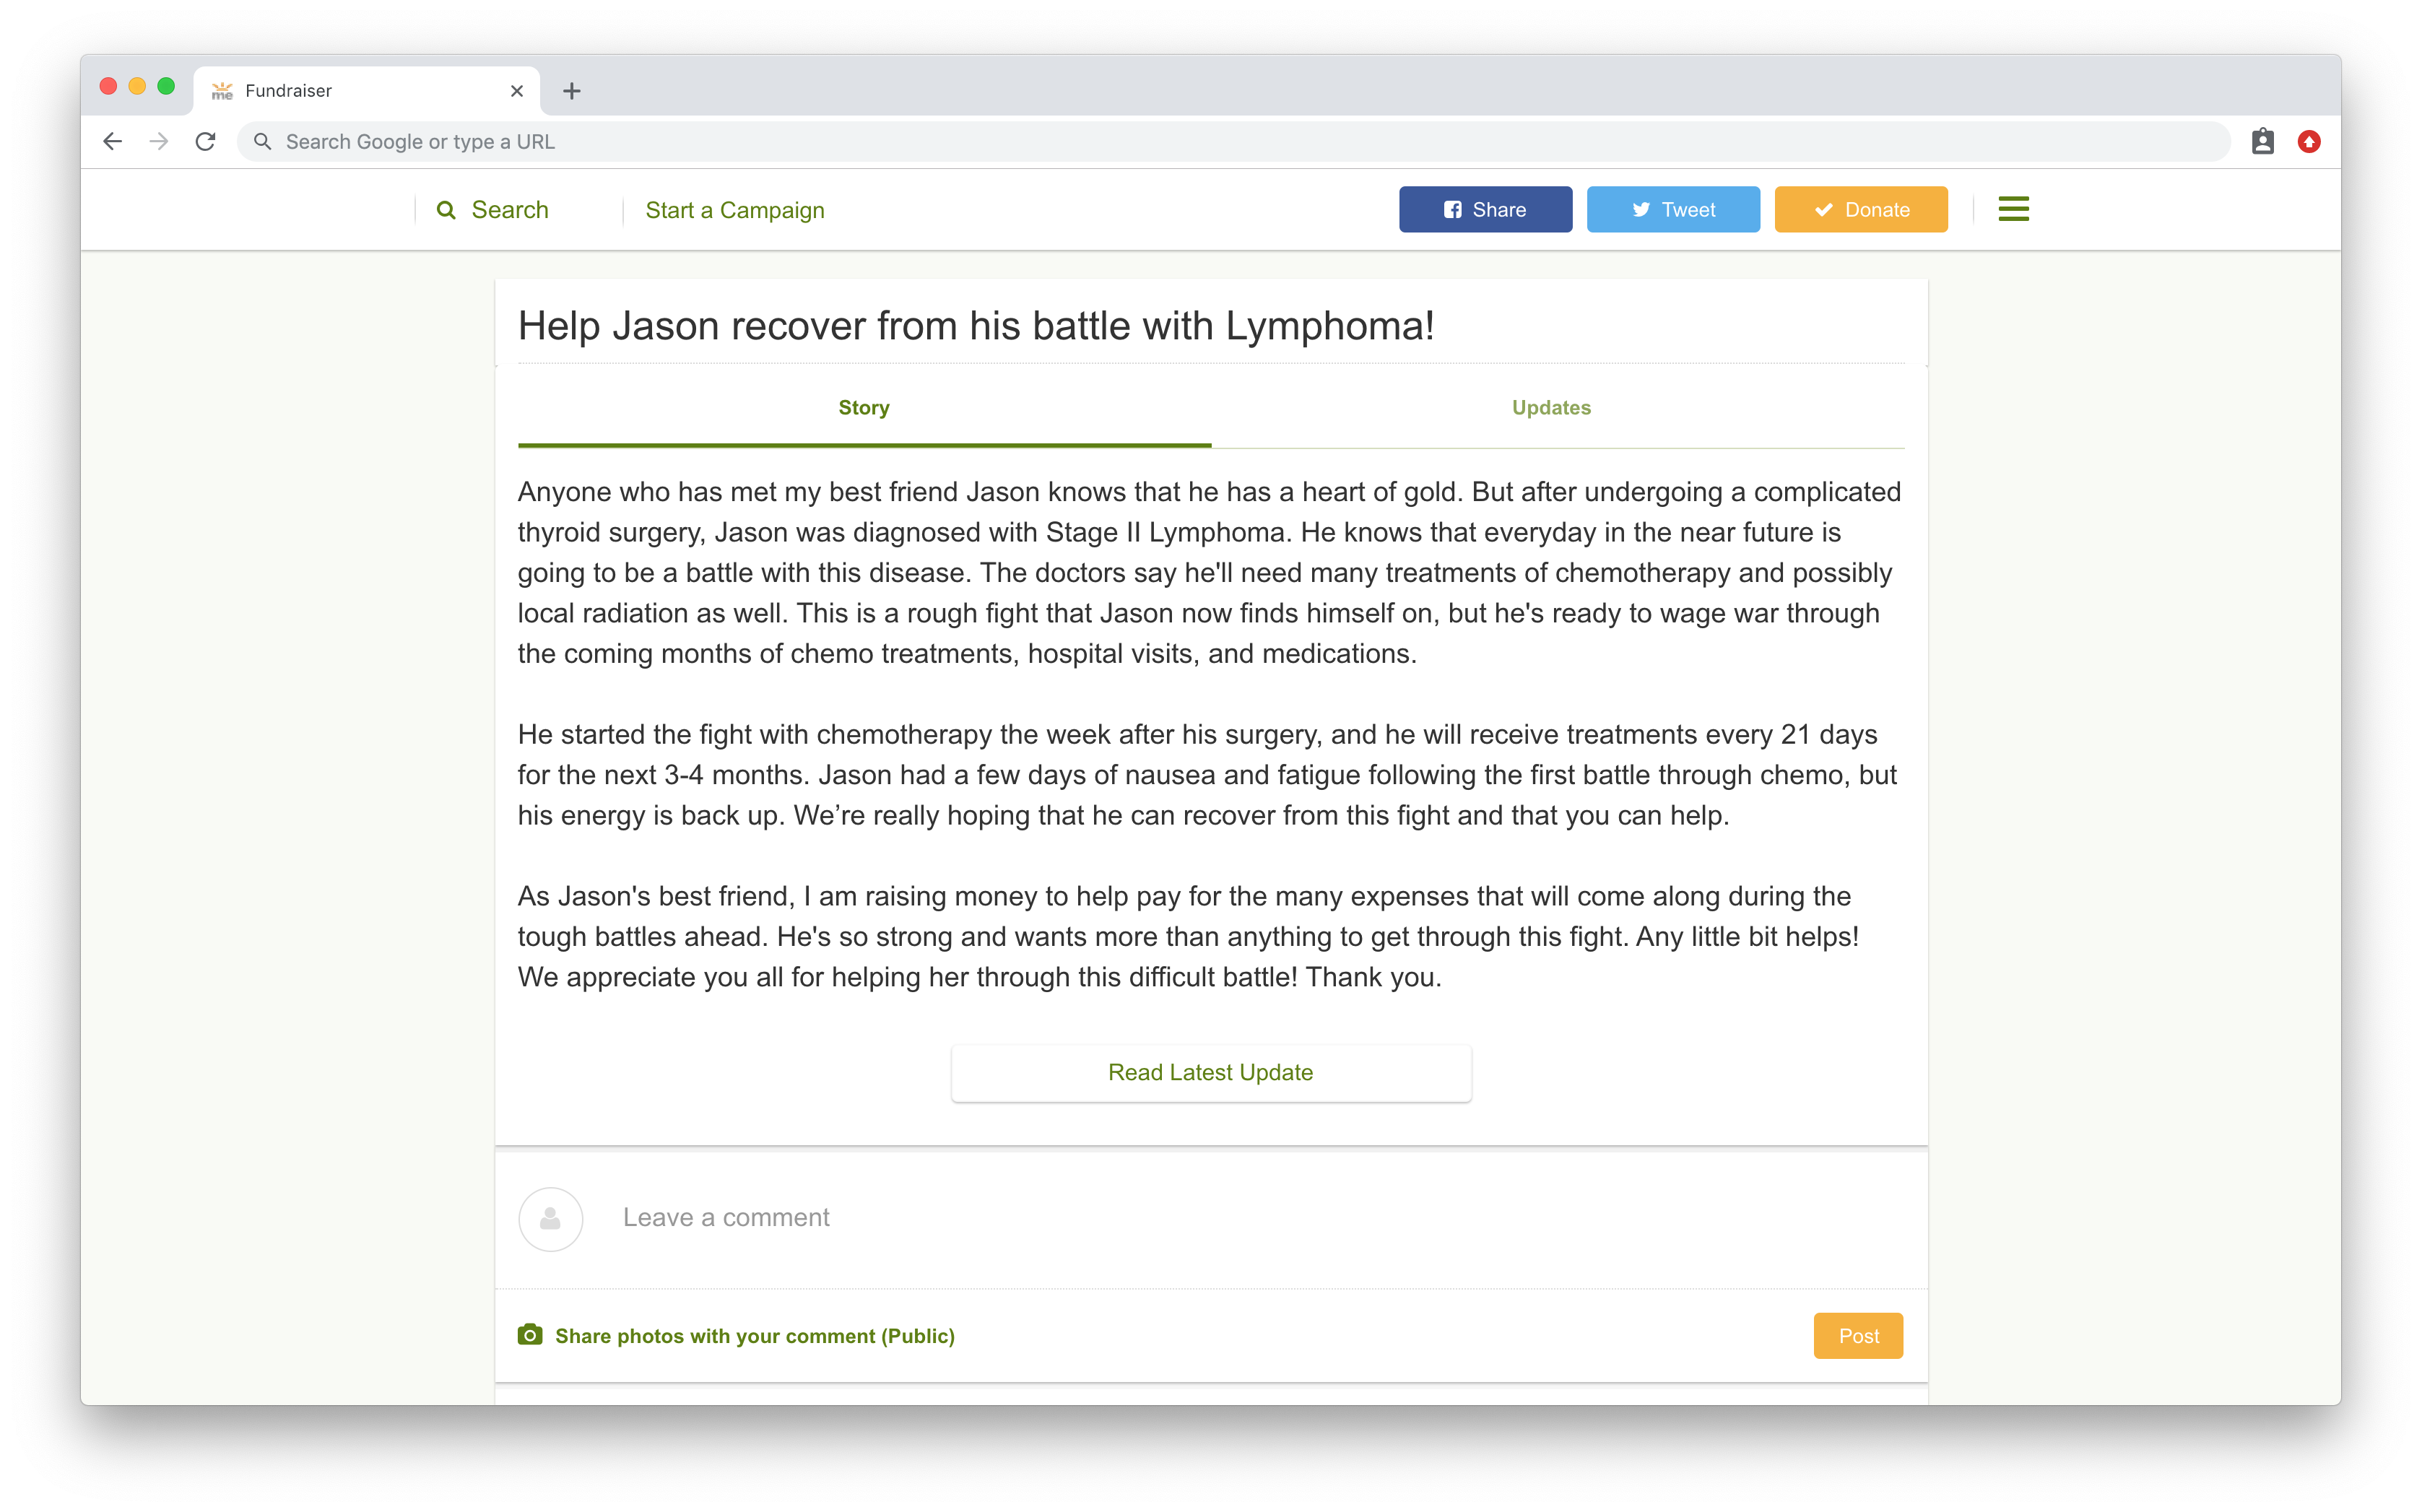 me Fundraiser
Search Google or type a URL
Search
Start a Campaign
Share
Tweet
Donate
Help Jason recover from his battle with Lymphoma!
Story
Updates
Anyone who has met my best friend Jason knows that he has a heart of gold. But after undergoing a complicated
thyroid surgery, Jason was diagnosed with Stage II Lymphoma. He knows that everyday in the near future is
going to be a battle with this disease. The doctors say he'll need many treatments of chemotherapy and possibly
local radiation as well. This is a rough fight that Jason now finds himself on, but he's ready to wage war through
the coming months of chemo treatments, hospital visits, and medications.
He started the fight with chemotherapy the week after his surgery, and he will receive treatments every 21 days
for the next 3-4 months. Jason had a few days of nausea and fatigue following the first battle through chemo, but
his energy is back up. We’re really hoping that he can recover from this fight and that you can help.
As Jason's best friend, I am raising money to help pay for the many expenses that will come along during the
tough battles ahead. He's so strong and wants more than anything to get through this fight. Any little bit helps!
We appreciate you all for helping her through this difficult battle! Thank you.
Read Latest Update
Leave a comment
Share photos with your comment (Public)
Post